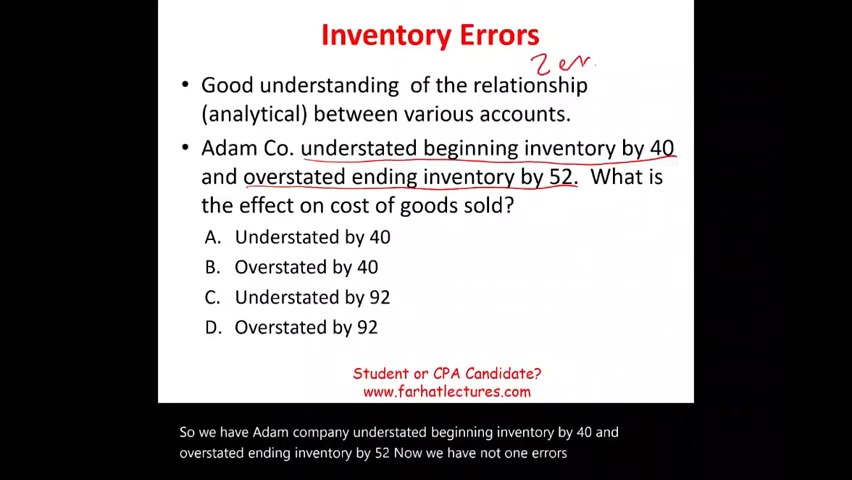 Inventory Errors
2 err.
• Good understanding of the relationship
(analytical) between various accounts.
• Adam Co. understated beginning inventory by 40
and overstated ending inventory by 52. What is
the effect on cost of goods sold?
A. Understated by 40
B. Overstated by 40
C. Understated by 92
D. Overstated by 92
Student or CPA Candidate?
www.farhatlectures.com
So we have Adam company understated beginning inventory by 40 and
overstated ending inventory by 52 Now we have not one errors